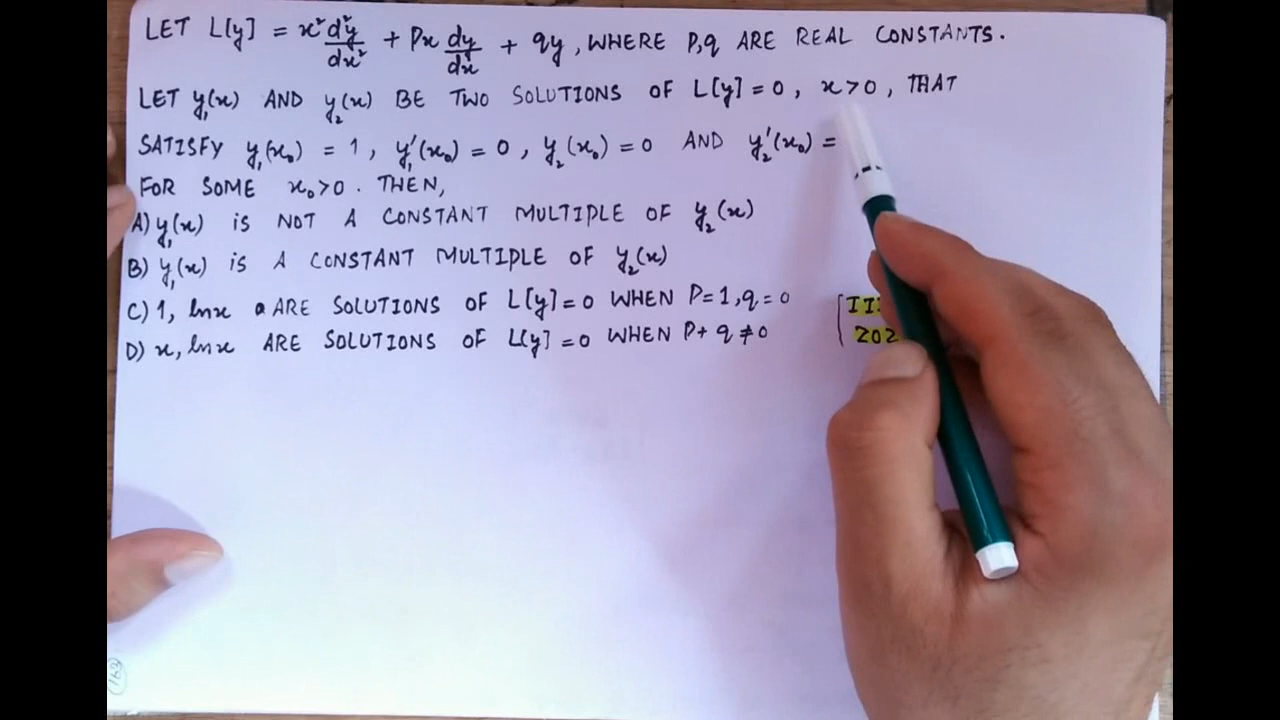 LET L[y] = x² d²y/dx² + Px dy/dx + qy, WHERE P,q ARE REAL CONSTANTS.
LET y₁(x) AND y₂(x) BE TWO SOLUTIONS OF L[y] = 0, x > 0, THAT
SATISFY y₁(x₀) = 1, y₁'(x₀) = 0, y₂(x₀) = 0 AND y₂'(x₀) =
FOR SOME x₀ > 0. THEN,
A) y₁(x) IS NOT A CONSTANT MULTIPLE OF y₂(x)
B) y₁(x) IS A CONSTANT MULTIPLE OF y₂(x)
C) 1, ln x ARE SOLUTIONS OF L[y] = 0 WHEN P = 1, q = 0
D) x, ln x ARE SOLUTIONS OF L[y] = 0 WHEN P + q ≠ 0